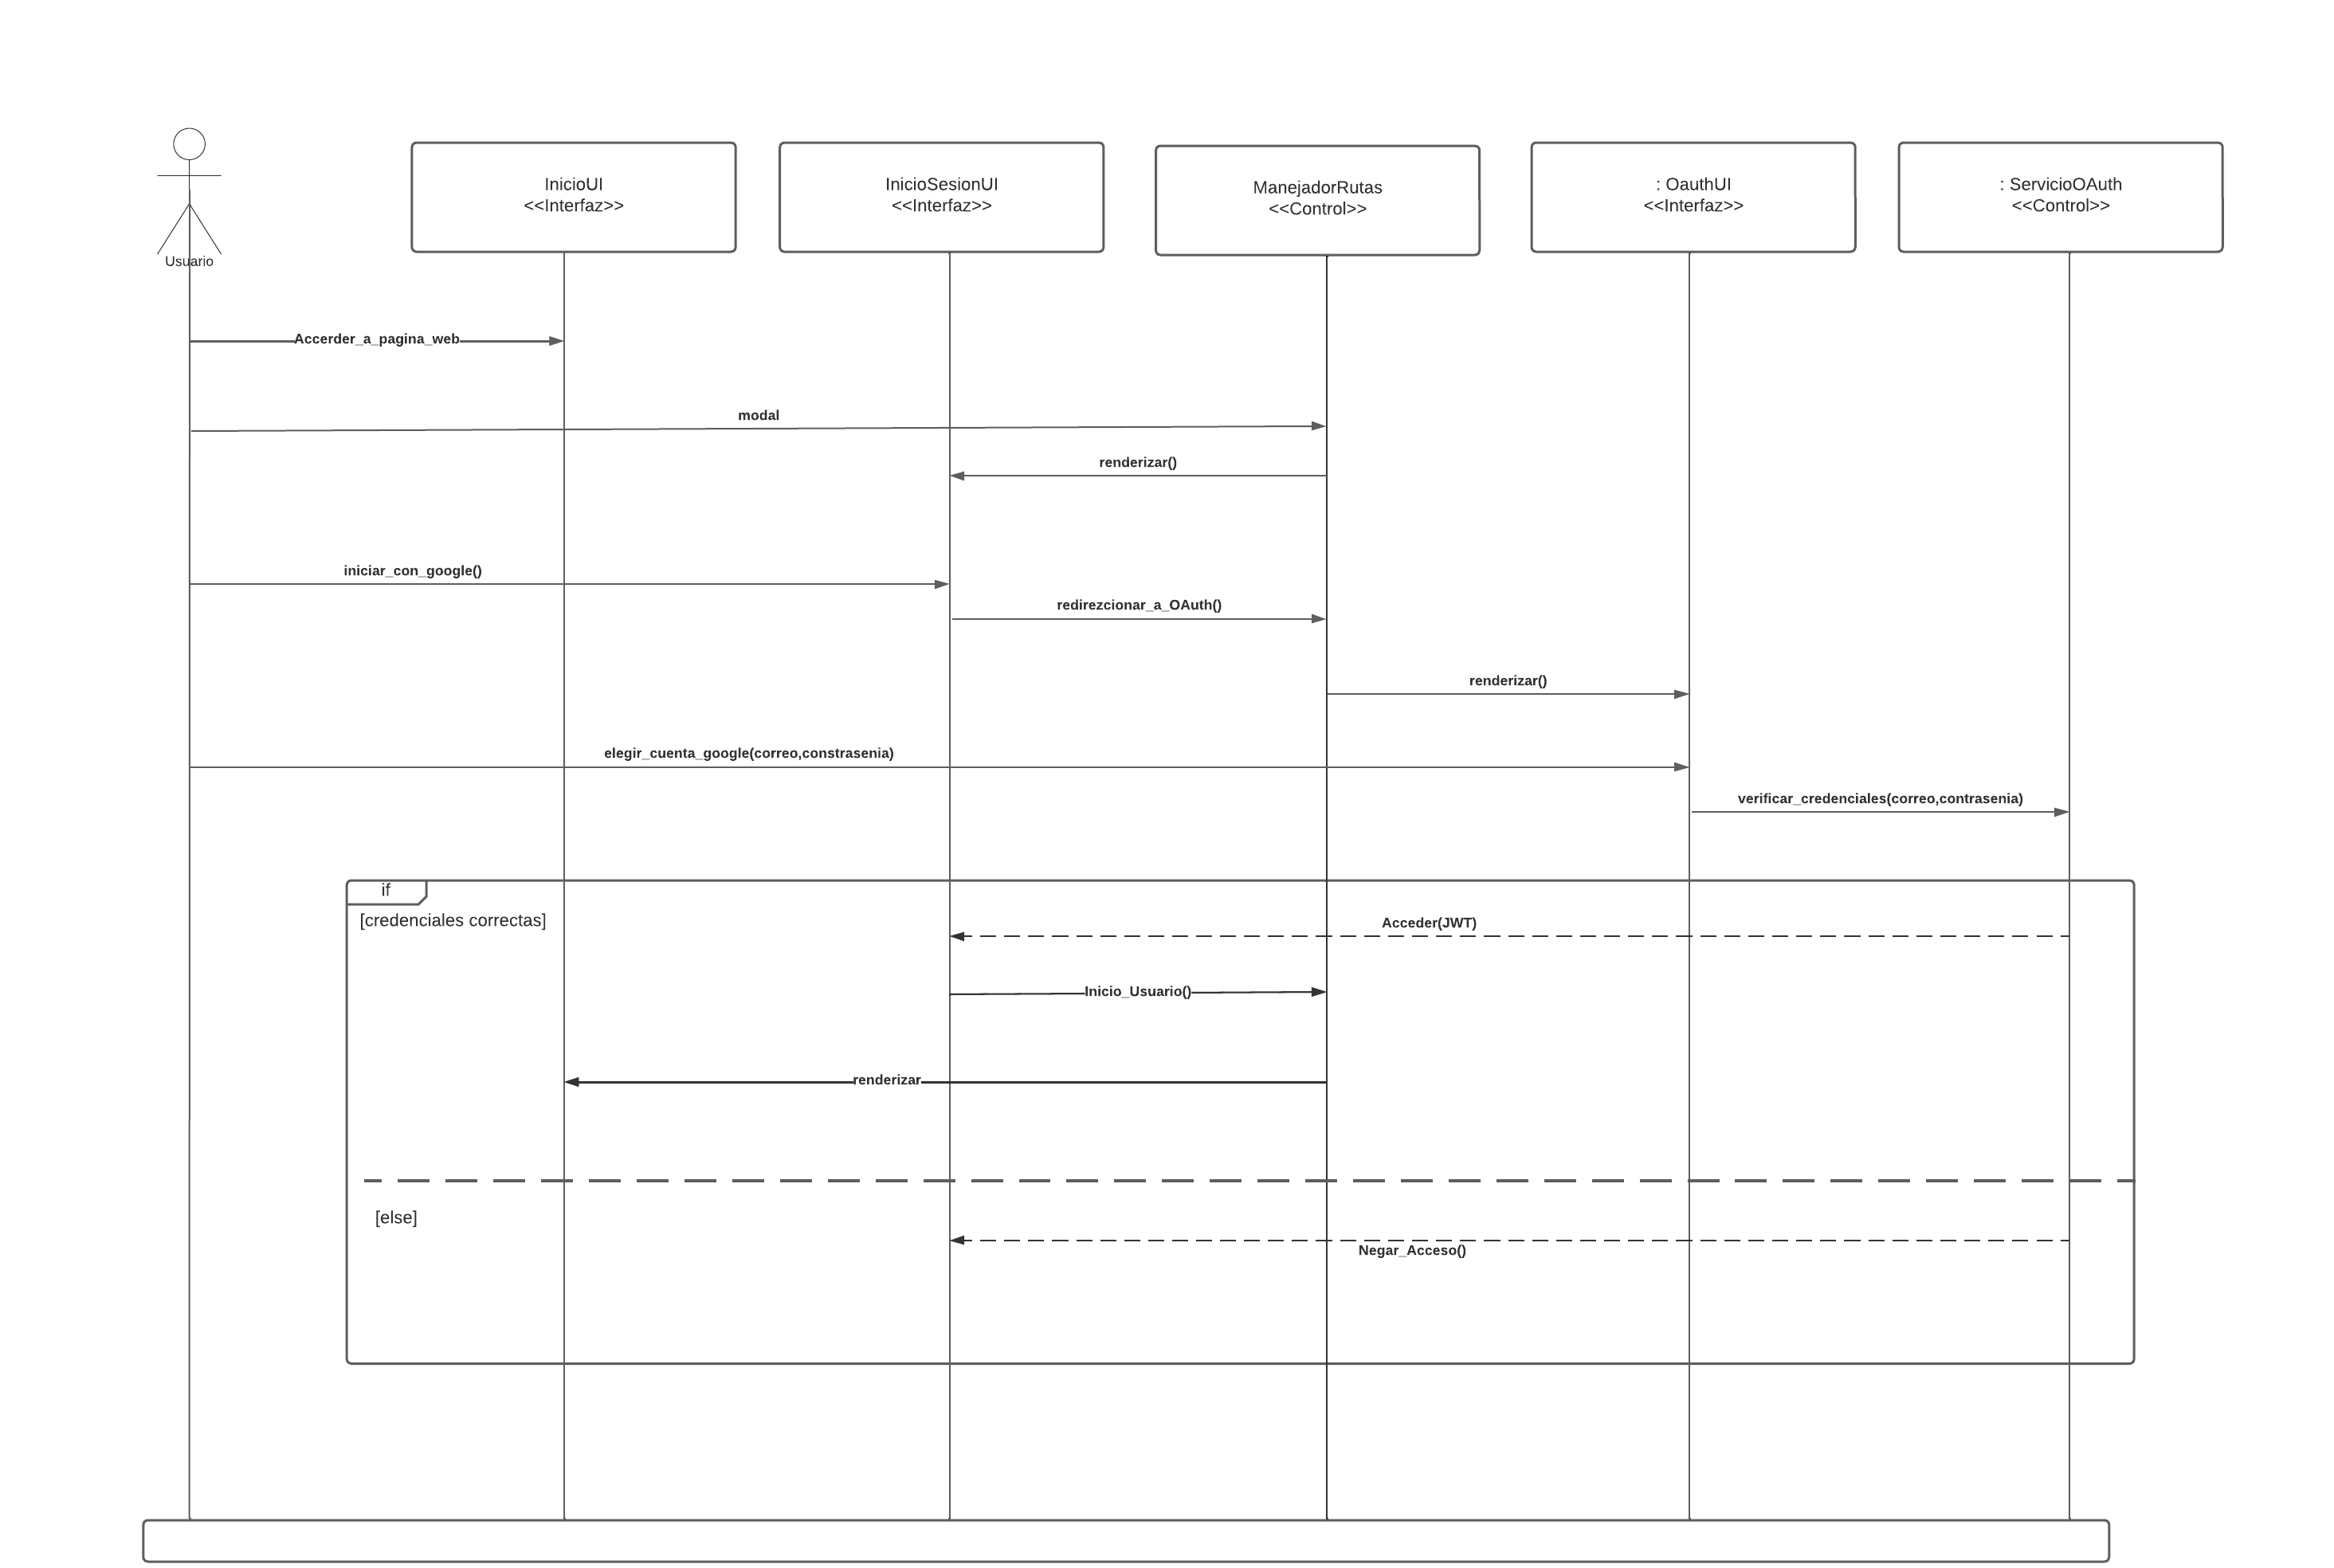 InicioUI
<<Interfaz>>
InicioSesionUI
<<Interfaz>>
ManejadorRutas
<<Control>>
: OauthUI
<<Interfaz>>
: ServicioOAuth
<<Control>>
Usuario
Accerder_a_pagina_web
modal
renderizar()
iniciar_con_google()
redirezcionar_a_OAuth()
renderizar()
elegir_cuenta_google(correo,constrasenia)
verificar_credenciales(correo,contrasenia)
if
[credenciales correctas]
Acceder(JWT)
Inicio_Usuario()
renderizar
[else]
Negar_Acceso()